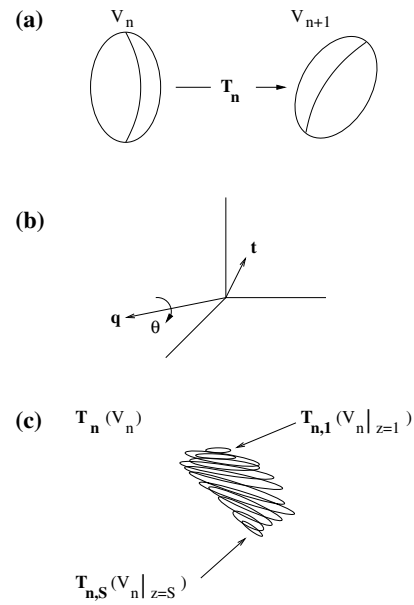 (a) V_n V_{n+1}
T_n
(b)
t
q
θ
(c) T_n (V_n) T_{n,1} (V_n|_{z=1})
T_{n,S} (V_n|_{z=S})